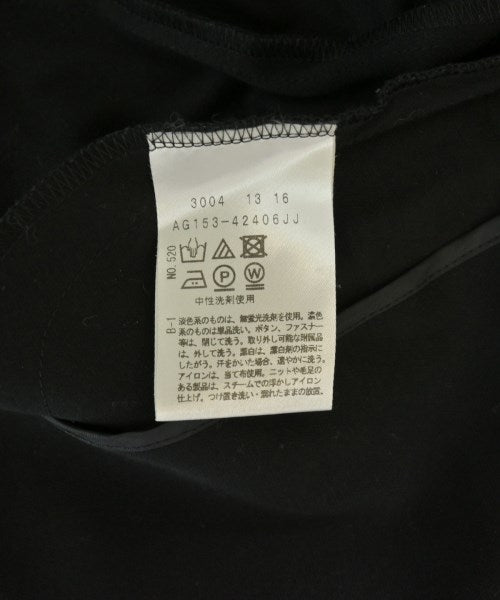 3004 13 16
AG153-42406JJ
NO.520
P
W
中性洗剤使用
B-1
淡色系のものは、無蛍光洗剤を使用。濃色
系のものは単品洗い。ボタン、ファスナー
等は、閉じて洗う。取り外し可能な附属品
は、外して洗う。漂白は、漂白剤の指示に
したがう。汗をかいた場合、速やかに洗う。
アイロンは、当て布使用。ニットや毛足の
ある製品は、スチームでの浮かしアイロン
仕上げ。つけ置き洗い・濡れたままの放置。